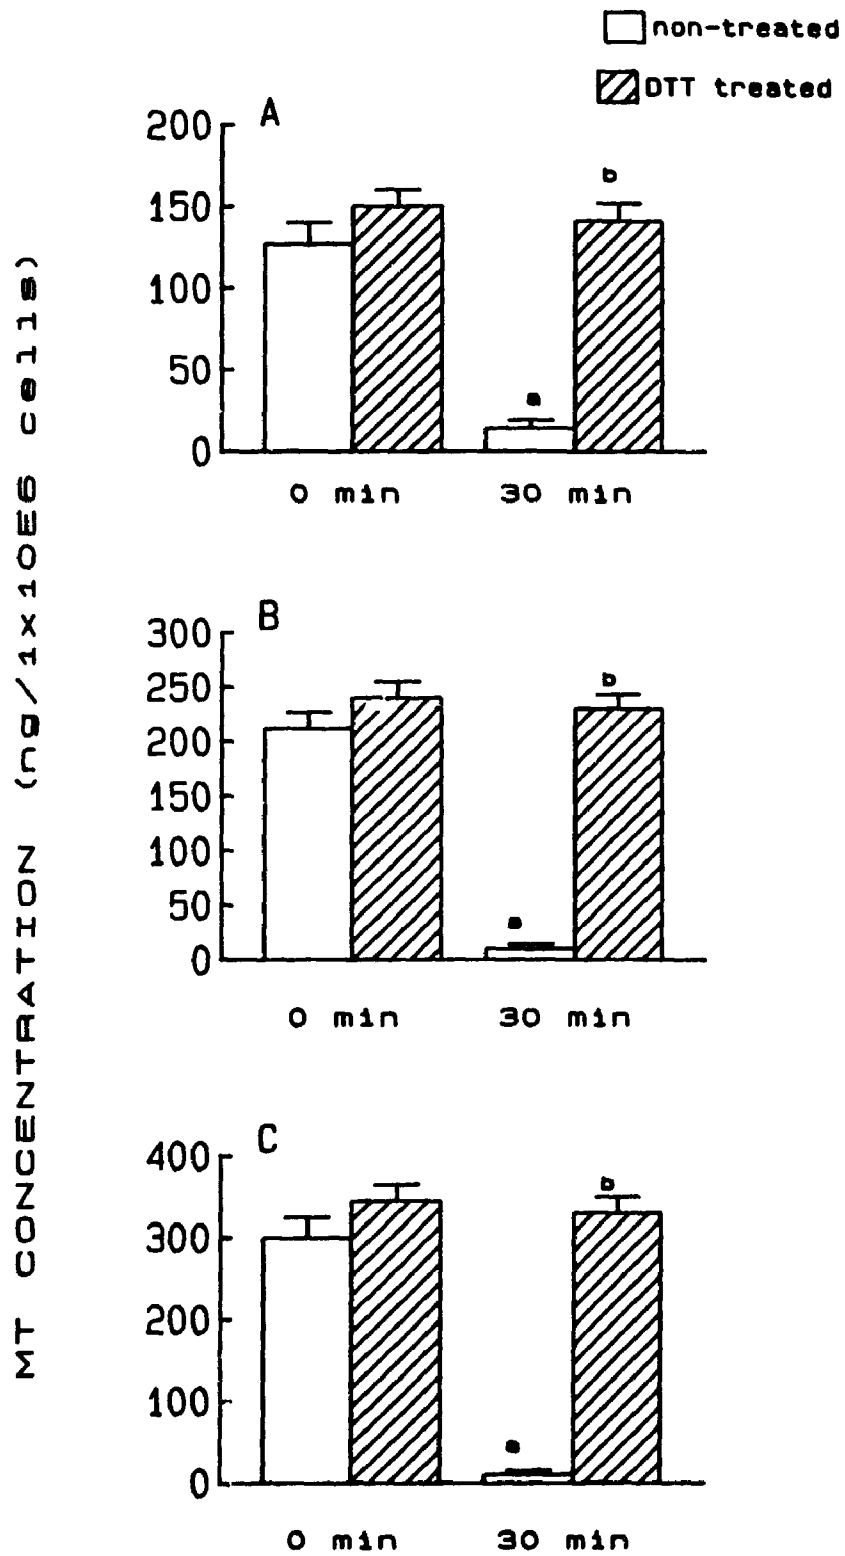 non-treated
DTT treated
MT CONCENTRATION (ng/1x10E6 cells)
A
200
150
100
50
0
b
a
0 min
30 min
B
300
250
200
150
100
50
0
b
a
0 min
30 min
C
400
300
200
100
0
b
a
0 min
30 min